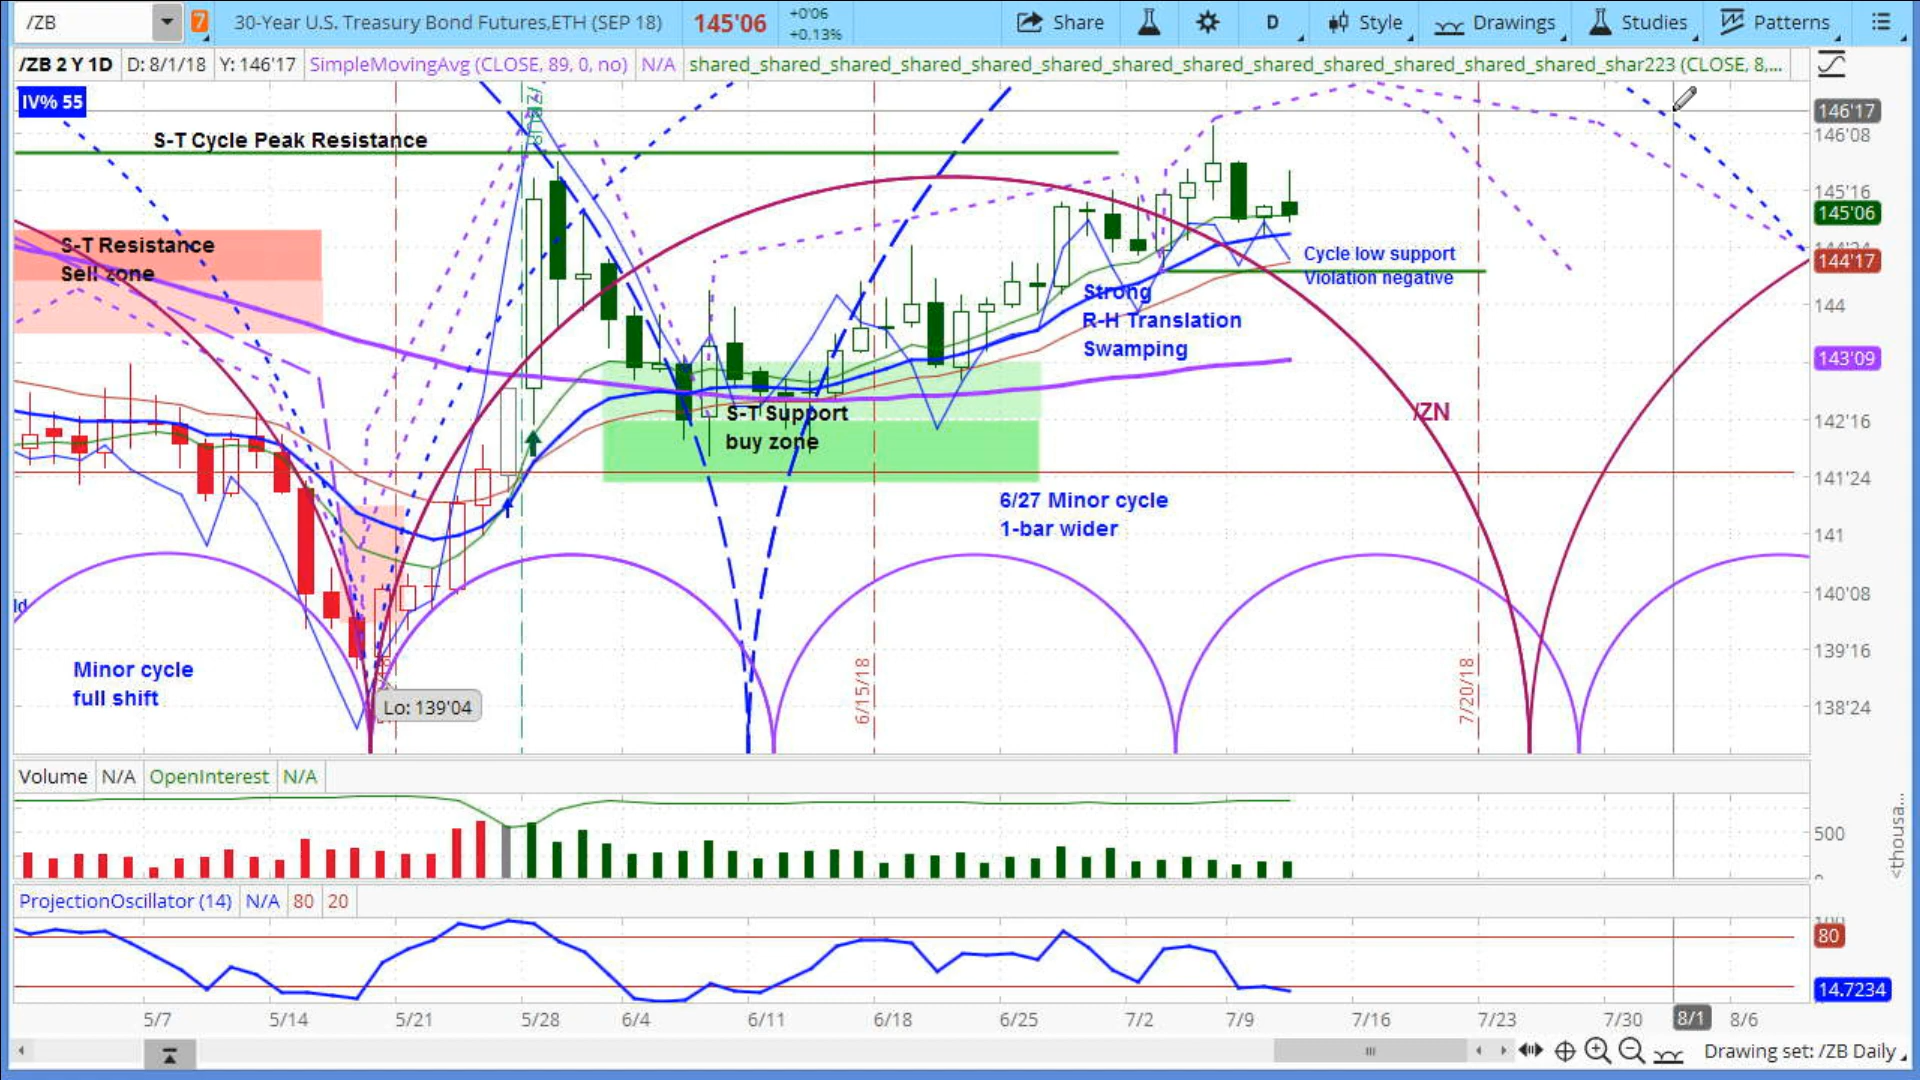 /ZB
7
30-Year U.S. Treasury Bond Futures,ETH (SEP 18)
145'06
+0'06
+0.13%
Share
D
Style
Drawings
Studies
Patterns
/ZB 2 Y 1D
D: 8/1/18
Y: 146'17
SimpleMovingAvg (CLOSE, 89, 0, no)
N/A
shared_shared_shared_shared_shared_shared_shared_shared_shared_shared_shared_shared_shared_shar223 (CLOSE, 8,...
IV% 55
S-T Cycle Peak Resistance
146'17
146'08
145'16
145'06
144'17
144
143'09
142'16
141'24
141
140'08
139'16
138'24
S-T Resistance
Sell zone
Cycle low support
Violation negative
Strong
R-H Translation
Swamping
/ZN
S-T Support
buy zone
6/27 Minor cycle
1-bar wider
ld
Minor cycle
full shift
Lo: 139'04
6/15/18
7/20/18
Volume
N/A
OpenInterest
N/A
500
<thousa...
ProjectionOscillator (14)
N/A
80
20
100
80
14.7234
5/7
5/14
5/21
5/28
6/4
6/11
6/18
6/25
7/2
7/9
7/16
7/23
7/30
8/1
8/6
Drawing set: /ZB Daily